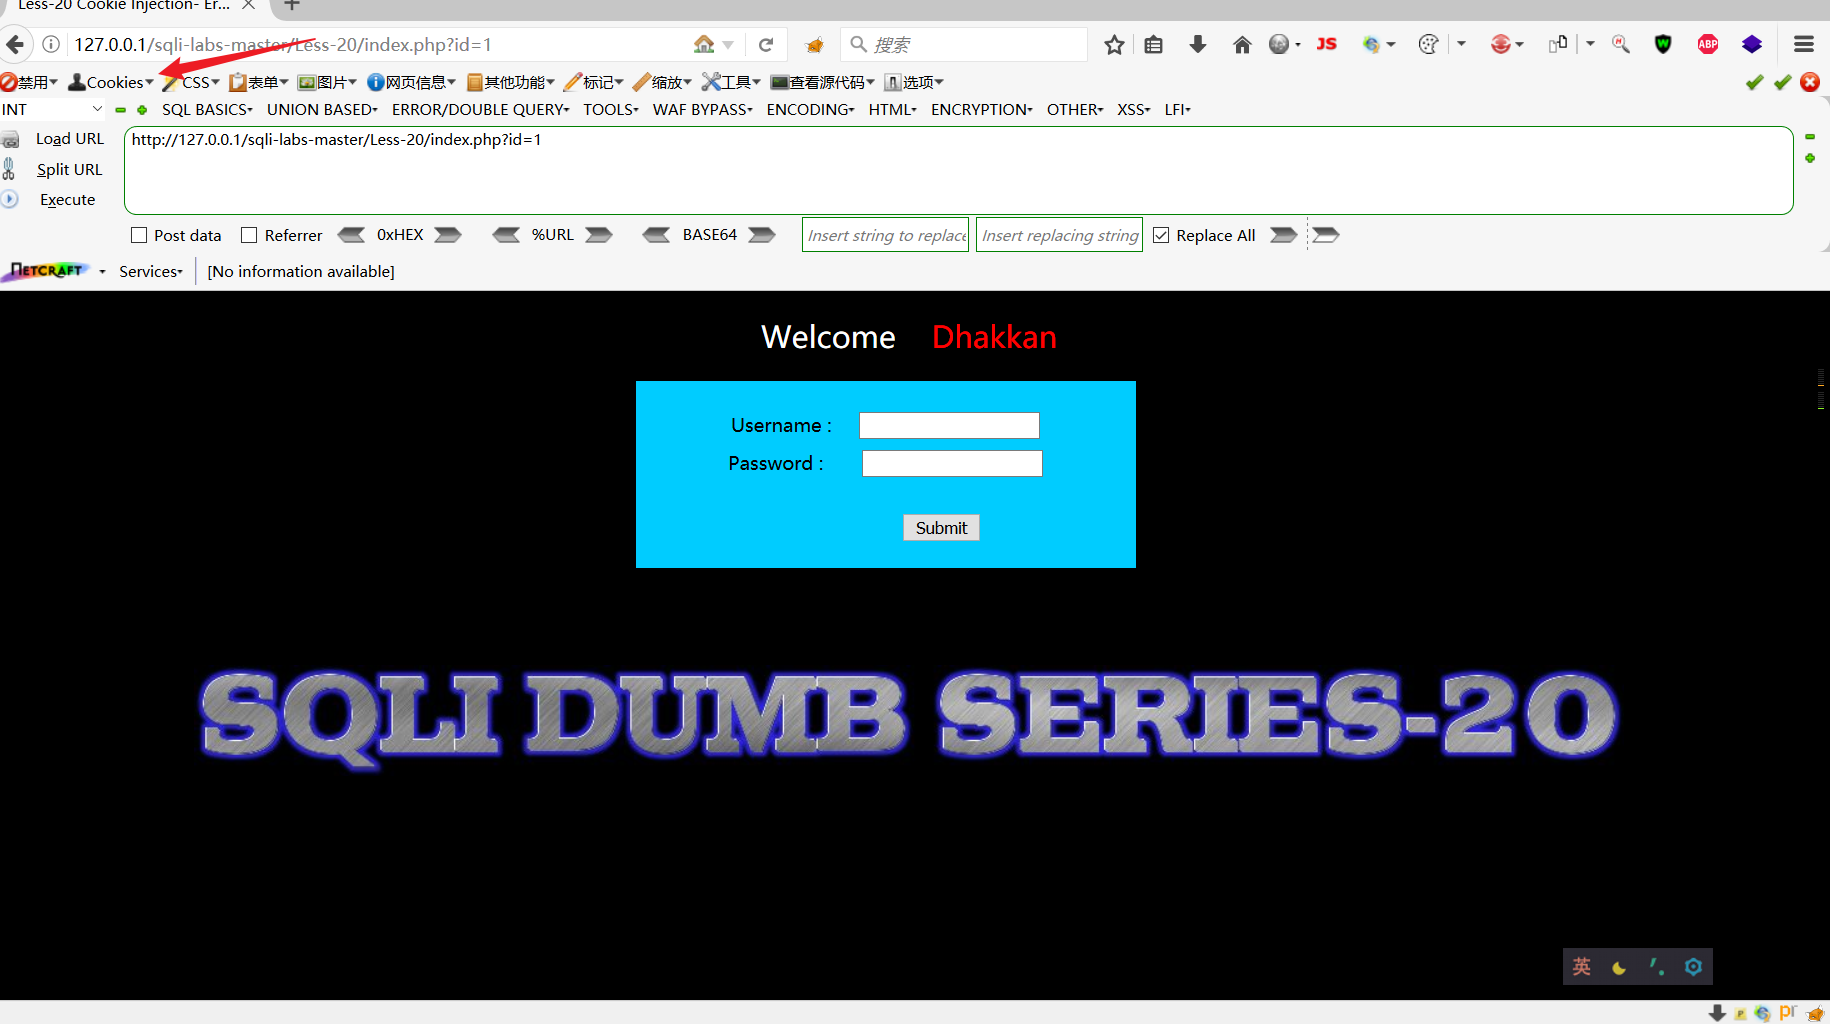 Less-20 Cookie Injection- Er...
127.0.0.1/sqli-labs-master/Less-20/index.php?id=1
搜索
JS
W
ABP
禁用 Cookies CSS 表单 图片 网页信息 其他功能 标记 缩放 工具 查看源代码 选项
INT SQL BASICS UNION BASED ERROR/DOUBLE QUERY TOOLS WAF BYPASS ENCODING HTML ENCRYPTION OTHER XSS LFI
Load URL
http://127.0.0.1/sqli-labs-master/Less-20/index.php?id=1
Split URL
Execute
Post data Referrer 0xHEX %URL BASE64 Insert string to replace Insert replacing string Replace All
NETCRAFT Services [No information available]
Welcome Dhakkan
Username :
Password :
Submit
SQLI DUMB SERIES-20
英
P
pr